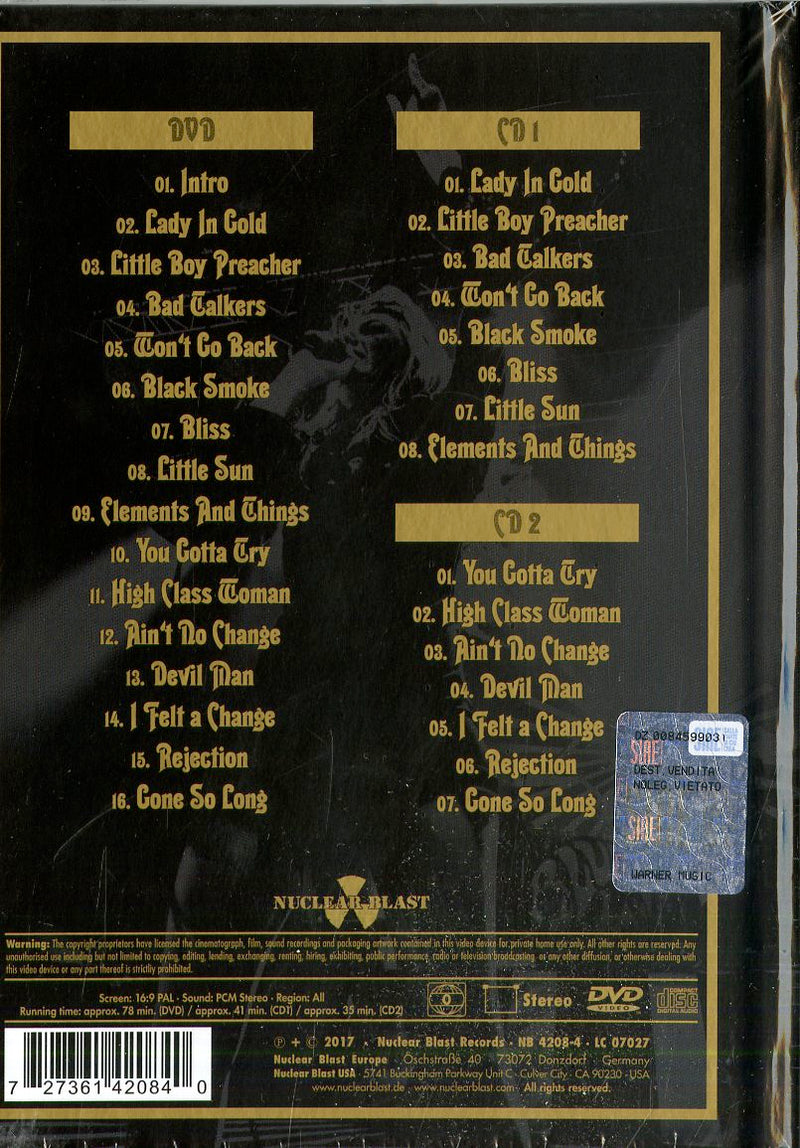 DVD
01. Intro
02. Lady In Gold
03. Little Boy Preacher
04. Bad Talkers
05. Won't Go Back
06. Black Smoke
07. Bliss
08. Little Sun
09. Elements And Things
10. You Gotta Try
11. High Class Woman
12. Ain't No Change
13. Devil Man
14. I Felt a Change
15. Rejection
16. Gone So Long
CD 1
01. Lady In Gold
02. Little Boy Preacher
03. Bad Talkers
04. Won't Go Back
05. Black Smoke
06. Bliss
07. Little Sun
08. Elements And Things
CD 2
01. You Gotta Try
02. High Class Woman
03. Ain't No Change
04. Devil Man
05. I Felt a Change
06. Rejection
07. Gone So Long
DZ 0084599031
SIAE
DEST.VENDITA
NOLEG.VIETATO
SIAE
WARNER MUSIC
NUCLEAR BLAST
Warning: The copyright proprietors have licensed the cinematograph, film, sound recordings and packaging artwork contained in this video device for private home use only. All other rights are reserved. Any
unauthorised use including but not limited to copying, editing, lending, exchanging, renting, hiring, exhibiting, public performance, radio or television broadcasting, or any other diffusion, or otherwise dealing with
this video device or any part thereof is strictly prohibited.
Screen: 16:9 PAL · Sound: PCM Stereo · Region: All
Running time: approx. 78 min. (DVD) / approx. 41 min. (CD1) / approx. 35 min. (CD2)
0
Stereo
DVD VIDEO
COMPACT disc DIGITAL AUDIO
℗ + © 2017 · Nuclear Blast Records · NB 4208-4 · LC 07027
Nuclear Blast Europe · Öschstraße 40 · 73072 Donzdorf · Germany
Nuclear Blast USA · 5741 Buckingham Parkway Unit C · Culver City · CA 90230 · USA
www.nuclearblast.de · www.nuclearblast.com · All rights reserved.
7 27361 42084 0